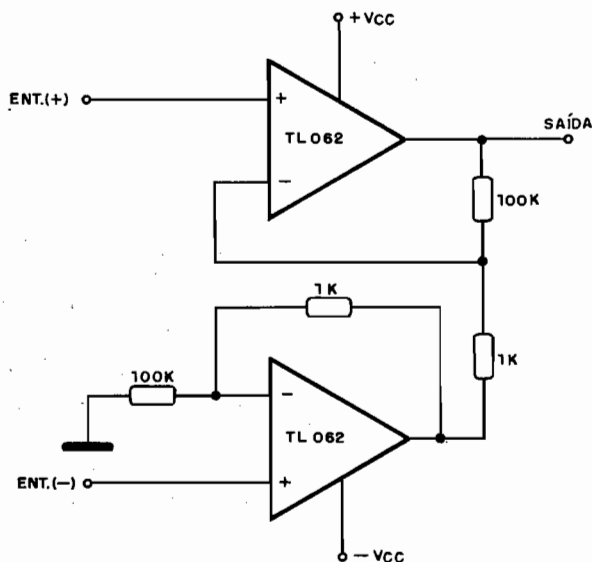 + VCC
ENT.(+)
+
TL 062
SAÍDA
−
100K
1K
1K
100K
−
TL 062
ENT.(−)
+
− VCC